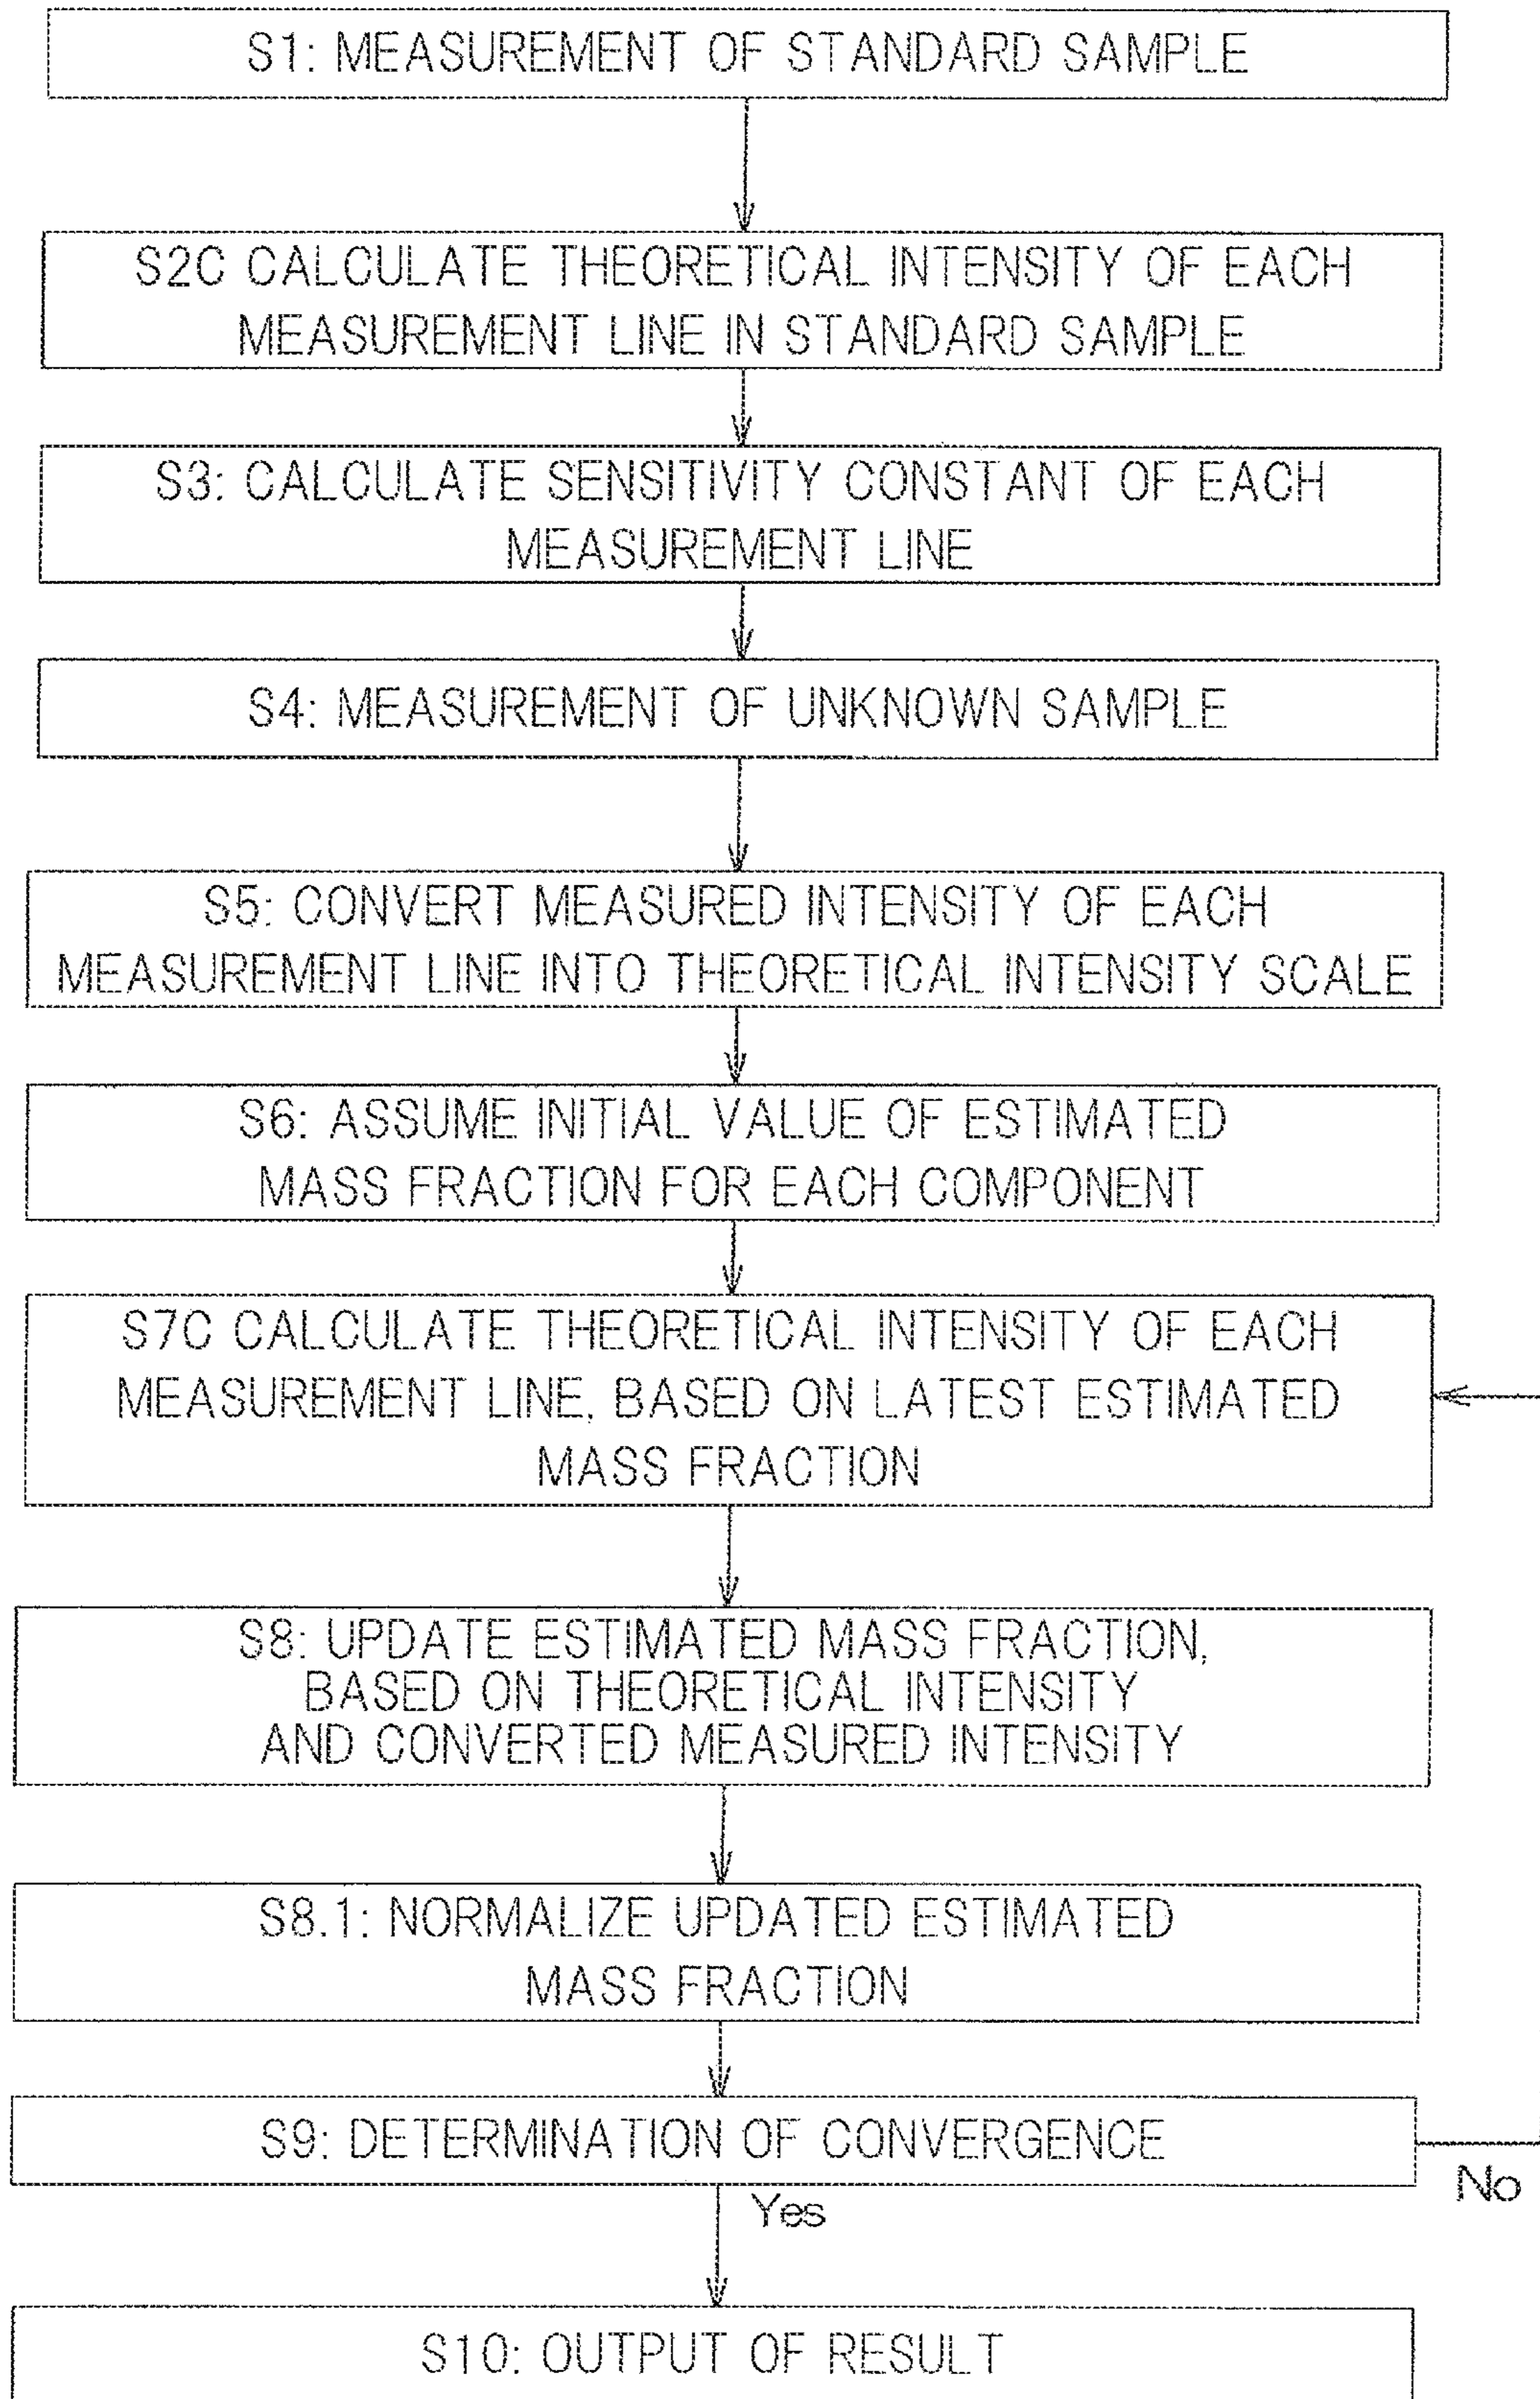 S1: MEASUREMENT OF STANDARD SAMPLE
S2C CALCULATE THEORETICAL INTENSITY OF EACH
MEASUREMENT LINE IN STANDARD SAMPLE
S3: CALCULATE SENSITIVITY CONSTANT OF EACH
MEASUREMENT LINE
S4: MEASUREMENT OF UNKNOWN SAMPLE
S5: CONVERT MEASURED INTENSITY OF EACH
MEASUREMENT LINE INTO THEORETICAL INTENSITY SCALE
S6: ASSUME INITIAL VALUE OF ESTIMATED
MASS FRACTION FOR EACH COMPONENT
S7C CALCULATE THEORETICAL INTENSITY OF EACH
MEASUREMENT LINE, BASED ON LATEST ESTIMATED
MASS FRACTION
S8: UPDATE ESTIMATED MASS FRACTION,
BASED ON THEORETICAL INTENSITY
AND CONVERTED MEASURED INTENSITY
S8.1: NORMALIZE UPDATED ESTIMATED
MASS FRACTION
S9: DETERMINATION OF CONVERGENCE
No
Yes
S10: OUTPUT OF RESULT